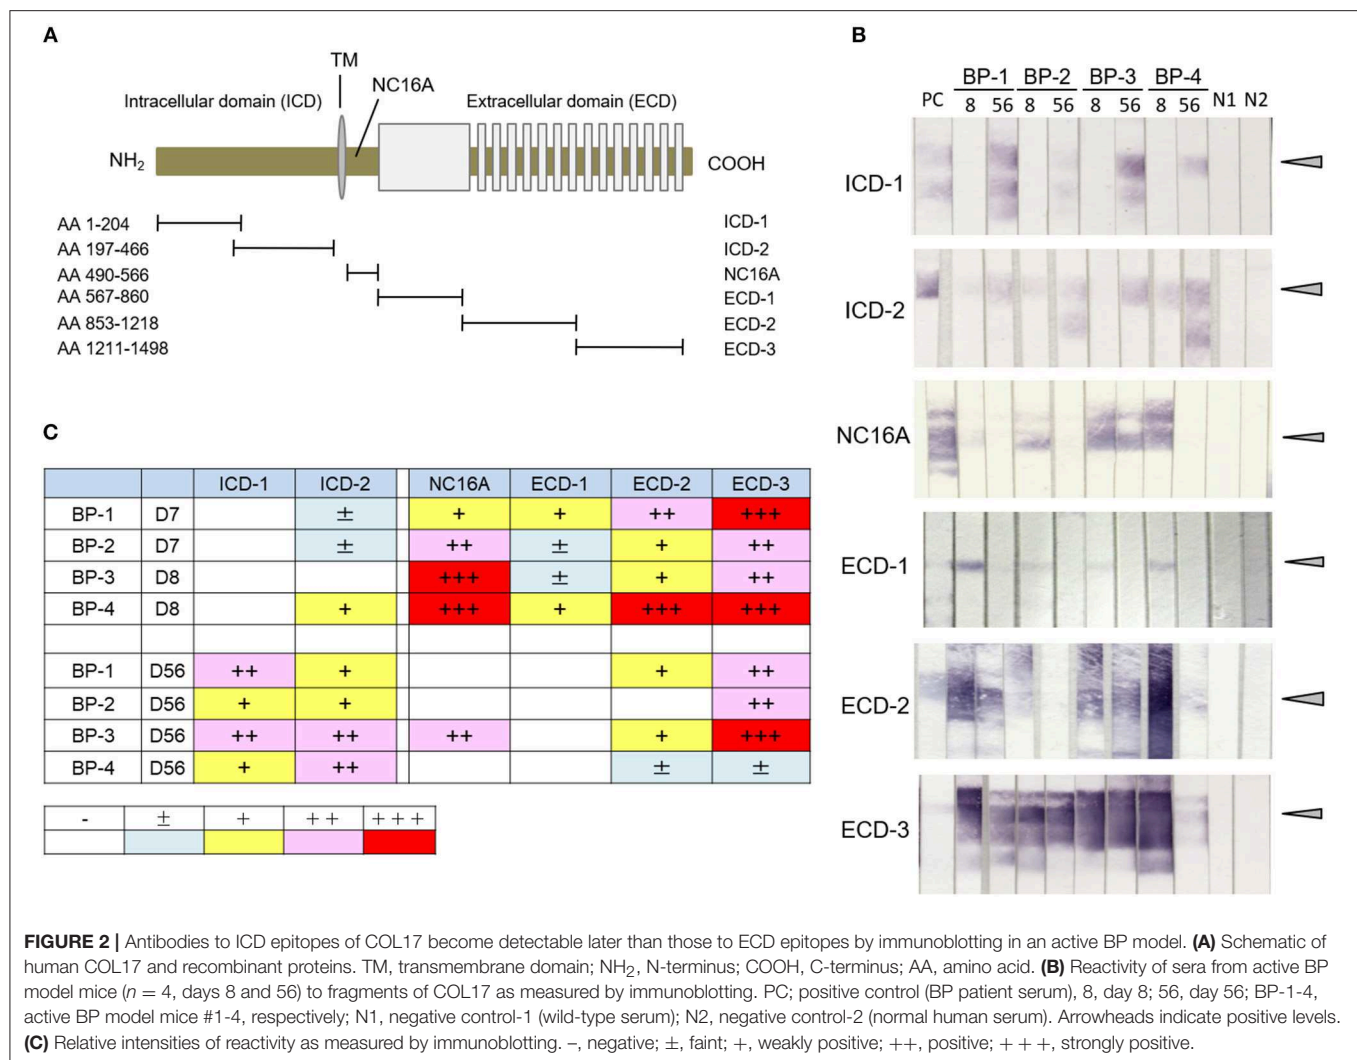 A
TM
NC16A
Intracellular domain (ICD)
Extracellular domain (ECD)
NH2
COOH
AA 1-204 ICD-1
AA 197-466 ICD-2
AA 490-566 NC16A
AA 567-860 ECD-1
AA 853-1218 ECD-2
AA 1211-1498 ECD-3
B
BP-1 BP-2 BP-3 BP-4
PC 8 56 8 56 8 56 8 56 N1 N2
ICD-1
ICD-2
NC16A
ECD-1
ECD-2
ECD-3
C
ICD-1 ICD-2 NC16A ECD-1 ECD-2 ECD-3
BP-1 D7 ± + + ++ +++
BP-2 D7 ± ++ ± + ++
BP-3 D8 +++ ± + ++
BP-4 D8 + +++ + +++ +++
BP-1 D56 ++ + + ++
BP-2 D56 + + ++
BP-3 D56 ++ ++ ++ + +++
BP-4 D56 + ++ ± ±
- ± + ++ +++
FIGURE 2 | Antibodies to ICD epitopes of COL17 become detectable later than those to ECD epitopes by immunoblotting in an active BP model. (A) Schematic of
human COL17 and recombinant proteins. TM, transmembrane domain; NH2, N-terminus; COOH, C-terminus; AA, amino acid. (B) Reactivity of sera from active BP
model mice (n = 4, days 8 and 56) to fragments of COL17 as measured by immunoblotting. PC; positive control (BP patient serum), 8, day 8; 56, day 56; BP-1-4,
active BP model mice #1-4, respectively; N1, negative control-1 (wild-type serum); N2, negative control-2 (normal human serum). Arrowheads indicate positive levels.
(C) Relative intensities of reactivity as measured by immunoblotting. –, negative; ±, faint; +, weakly positive; ++, positive; + + +, strongly positive.